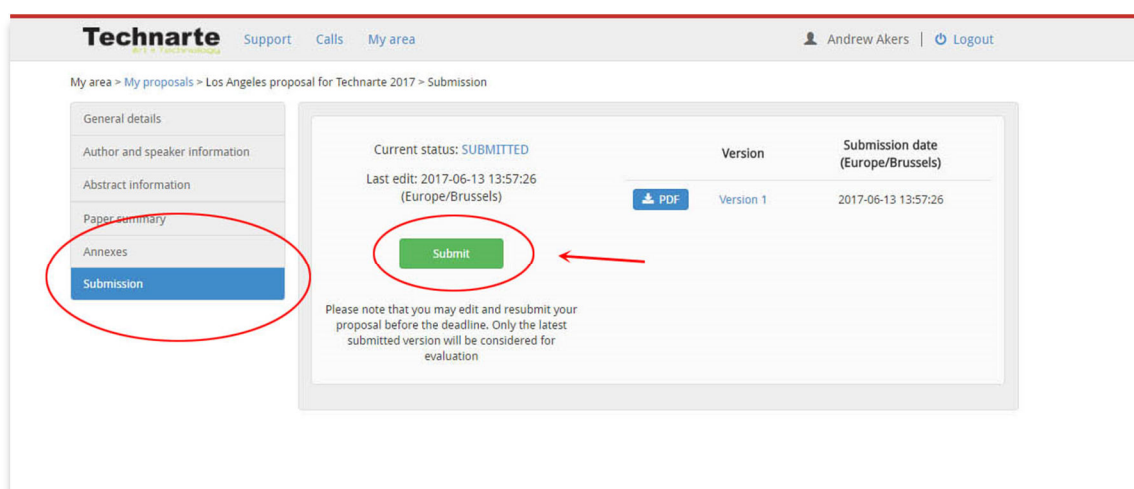 Technarte
art + technology
Support Calls My area
Andrew Akers | Logout
My area > My proposals > Los Angeles proposal for Technarte 2017 > Submission
General details
Author and speaker information
Abstract information
Paper summary
Annexes
Submission
Current status: SUBMITTED
Last edit: 2017-06-13 13:57:26
(Europe/Brussels)
Submit
Please note that you may edit and resubmit your
proposal before the deadline. Only the latest
submitted version will be considered for
evaluation
Version
Submission date
(Europe/Brussels)
PDF Version 1 2017-06-13 13:57:26